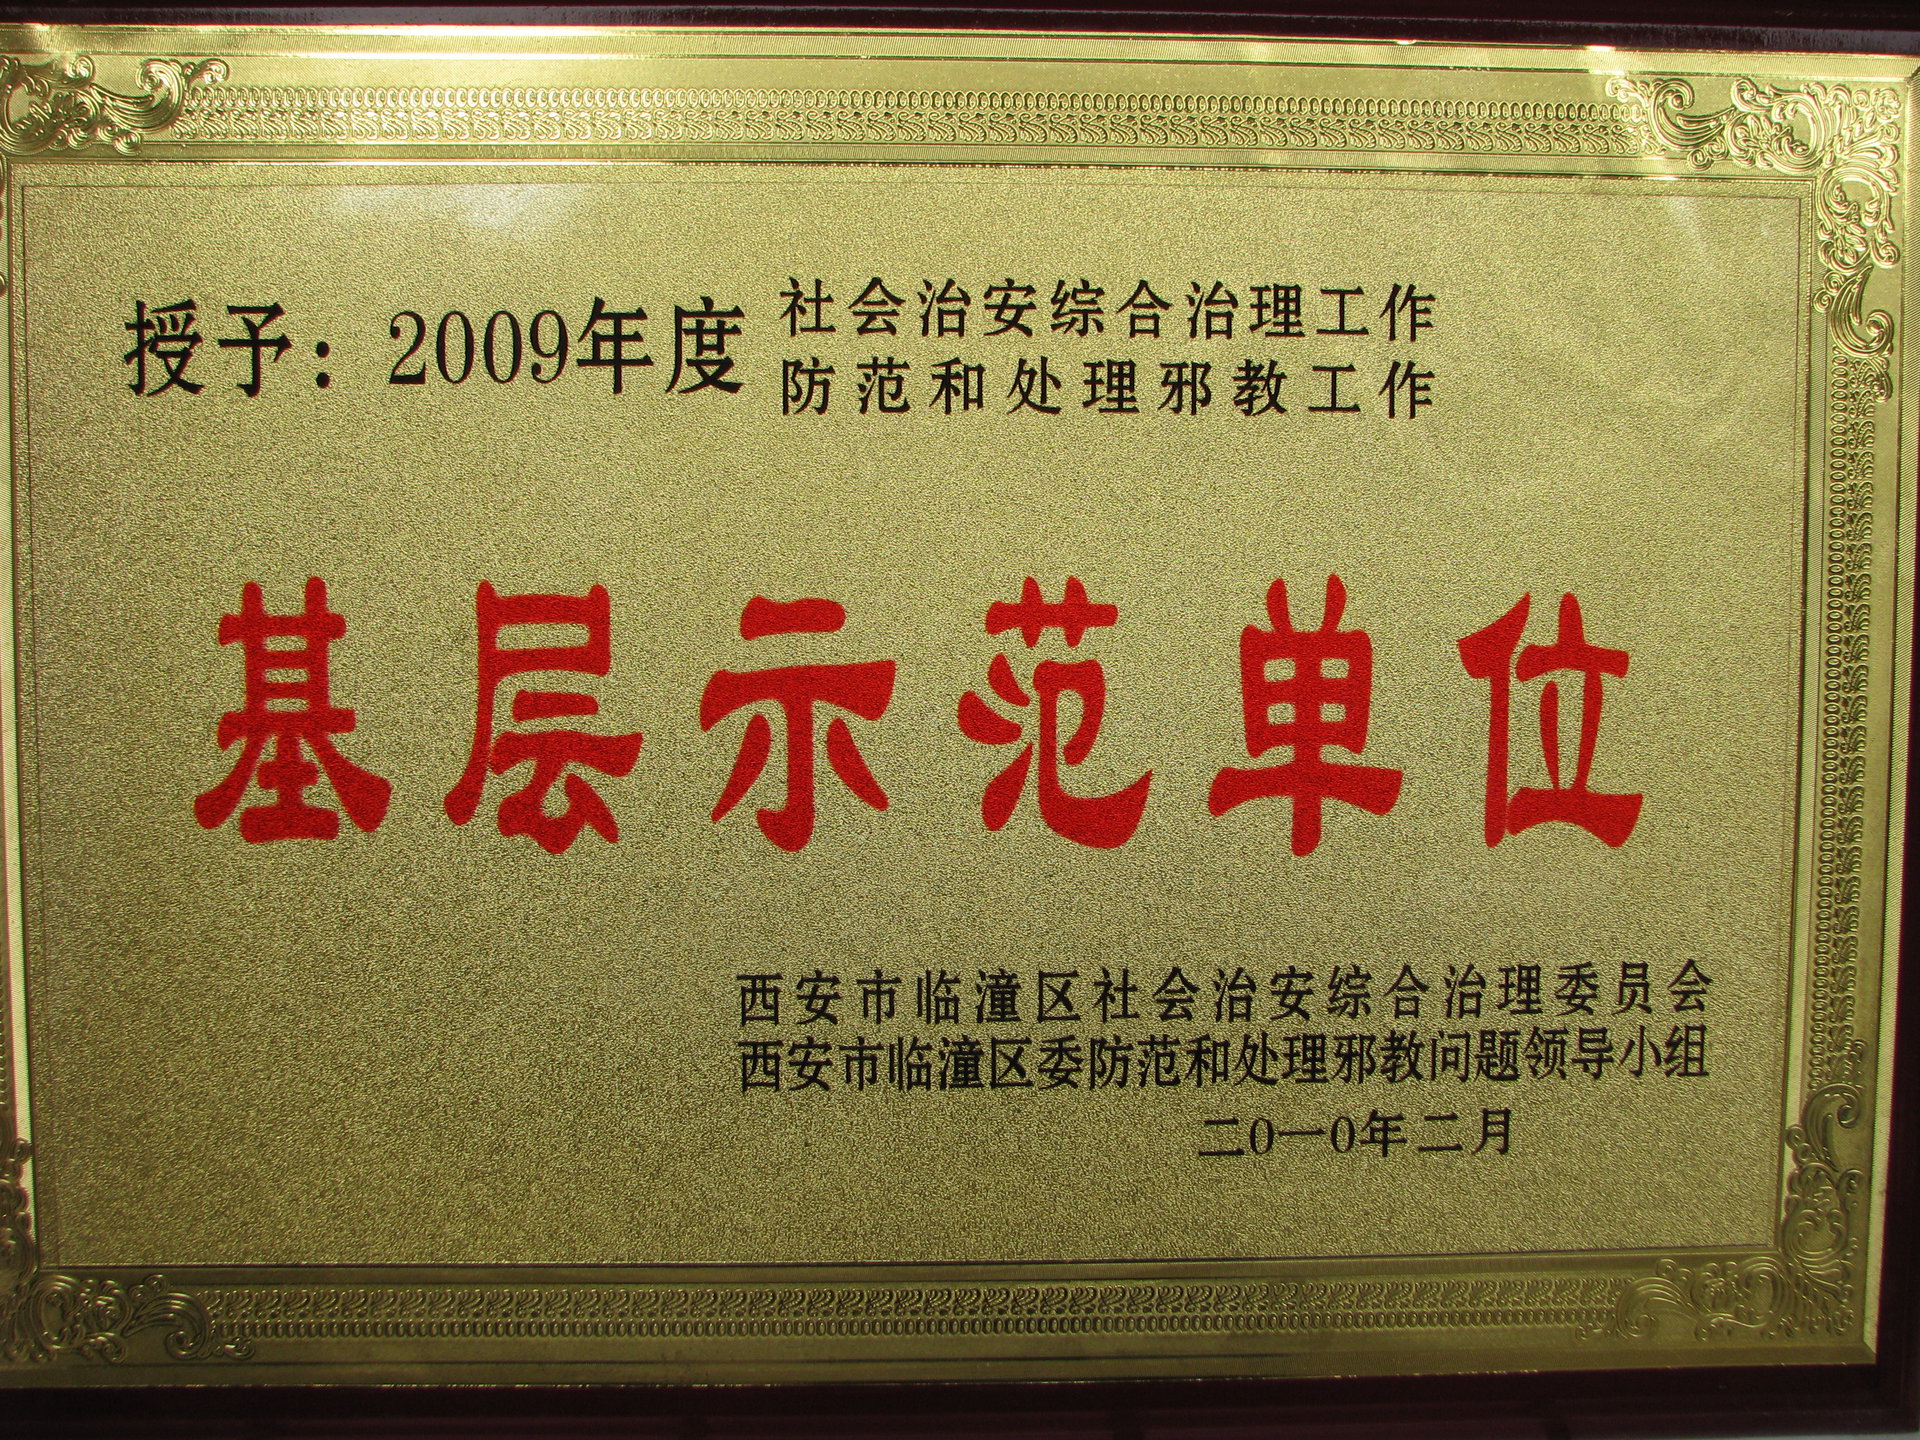 授予：2009年度
社会治安综合治理工作
防范和处理邪教工作
基层示范单位
西安市临潼区社会治安综合治理委员会
西安市临潼区委防范和处理邪教问题领导小组
二0一0年二月